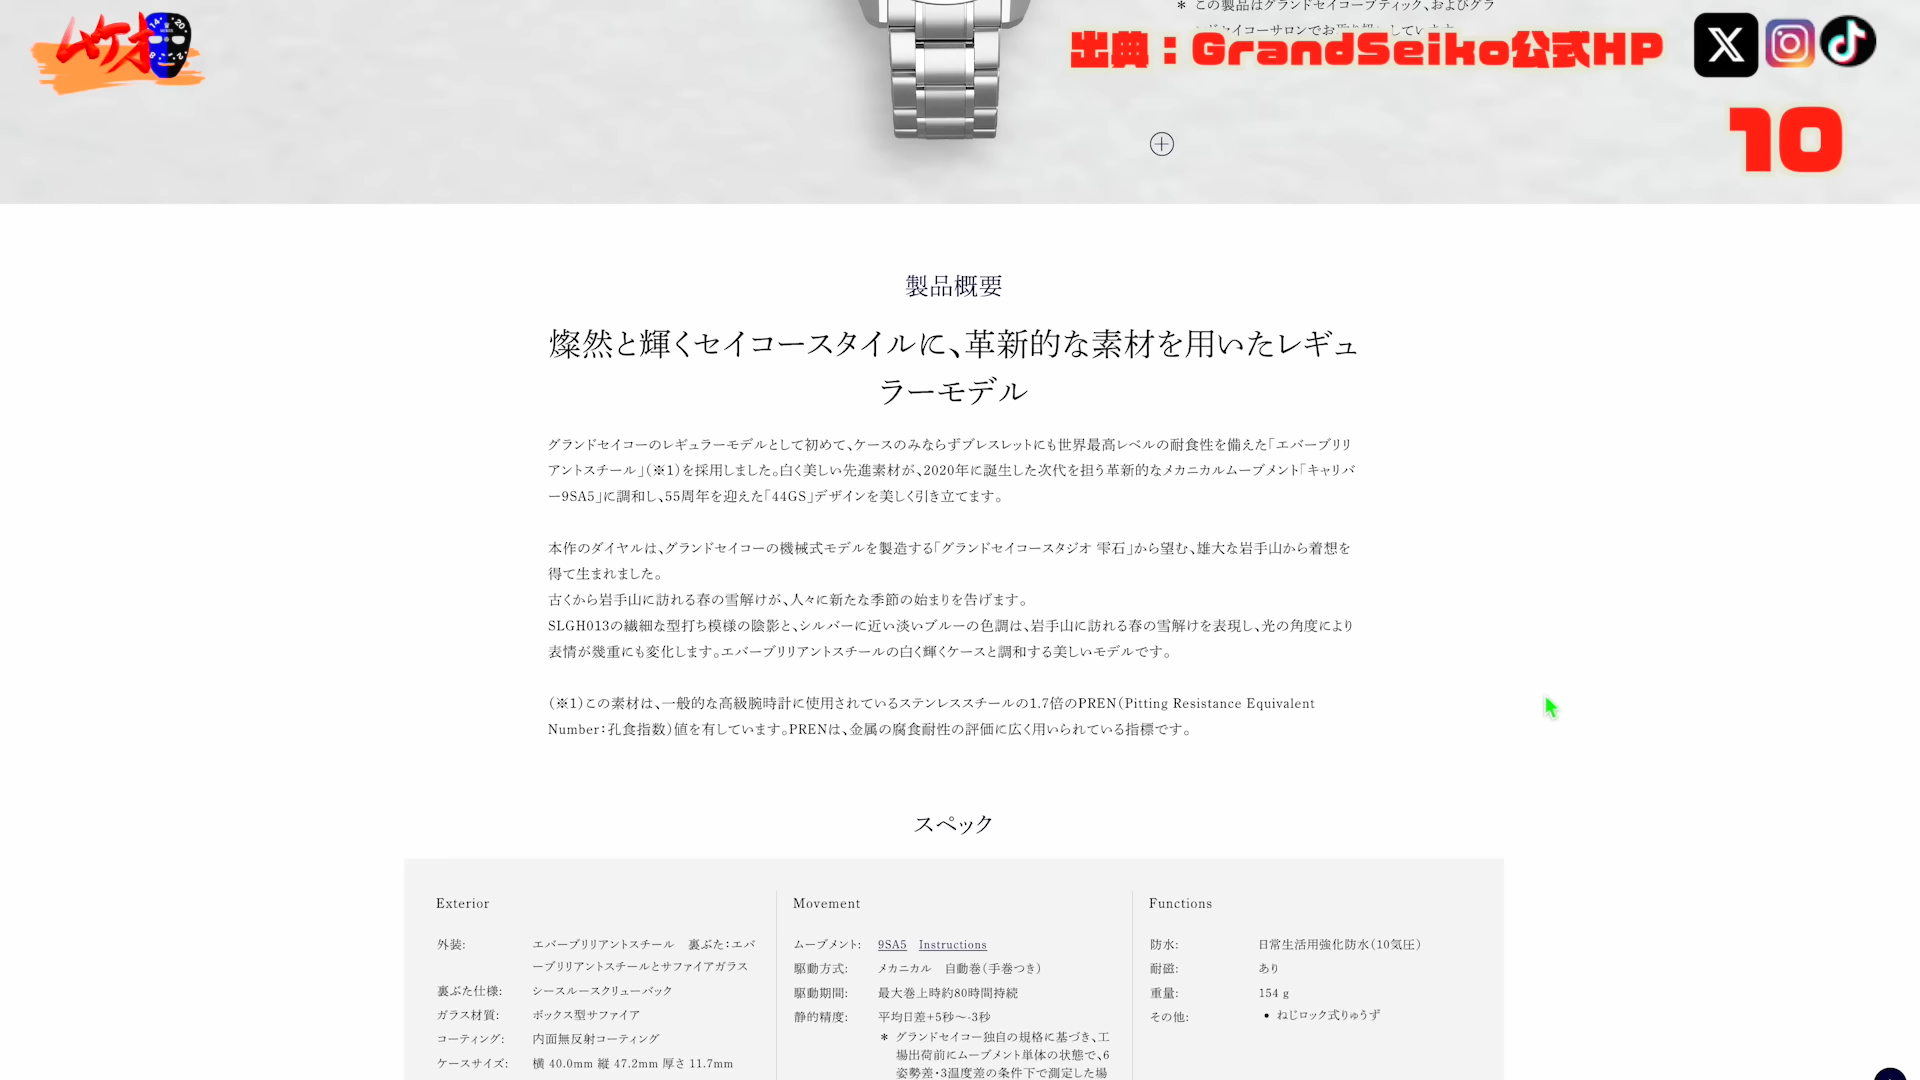 * この製品はグランドセイコーブティック、およびグラ
ンドセイコーサロンでお取り扱いしています。
ムケオ
出典：GrandSeiko公式HP
10
製品概要
燦然と輝くセイコースタイルに、革新的な素材を用いたレギュ
ラーモデル
グランドセイコーのレギュラーモデルとして初めて、ケースのみならずブレスレットにも世界最高レベルの耐食性を備えた「エバーブリリ
アントスチール」（※1）を採用しました。白く美しい先進素材が、2020年に誕生した次代を担う革新的なメカニカルムーブメント「キャリバ
ー9SA5」に調和し、55周年を迎えた「44GS」デザインを美しく引き立てます。
本作のダイヤルは、グランドセイコーの機械式モデルを製造する「グランドセイコースタジオ 雫石」から望む、雄大な岩手山から着想を
得て生まれました。
古くから岩手山に訪れる春の雪解けが、人々に新たな季節の始まりを告げます。
SLGH013の繊細な型打ち模様の陰影と、シルバーに近い淡いブルーの色調は、岩手山に訪れる春の雪解けを表現し、光の角度により
表情が幾重にも変化します。エバーブリリアントスチールの白く輝くケースと調和する美しいモデルです。
（※1）この素材は、一般的な高級腕時計に使用されているステンレススチールの1.7倍のPREN（Pitting Resistance Equivalent
Number：孔食指数）値を有しています。PRENは、金属の腐食耐性の評価に広く用いられている指標です。
スペック
Exterior
外装: エバーブリリアントスチール 裏ぶた：エバ
ーブリリアントスチールとサファイアガラス
裏ぶた仕様: シースルースクリューバック
ガラス材質: ボックス型サファイア
コーティング: 内面無反射コーティング
ケースサイズ: 横 40.0mm 縦 47.2mm 厚さ 11.7mm
Movement
ムーブメント: 9SA5 Instructions
駆動方式: メカニカル 自動巻（手巻つき）
駆動期間: 最大巻上時約80時間持続
静的精度: 平均日差+5秒～-3秒
* グランドセイコー独自の規格に基づき、工
場出荷前にムーブメント単体の状態で、6
姿勢差・3温度差の条件下で測定した場
Functions
防水: 日常生活用強化防水（10気圧）
耐磁: あり
重量: 154 g
その他: • ねじロック式りゅうず